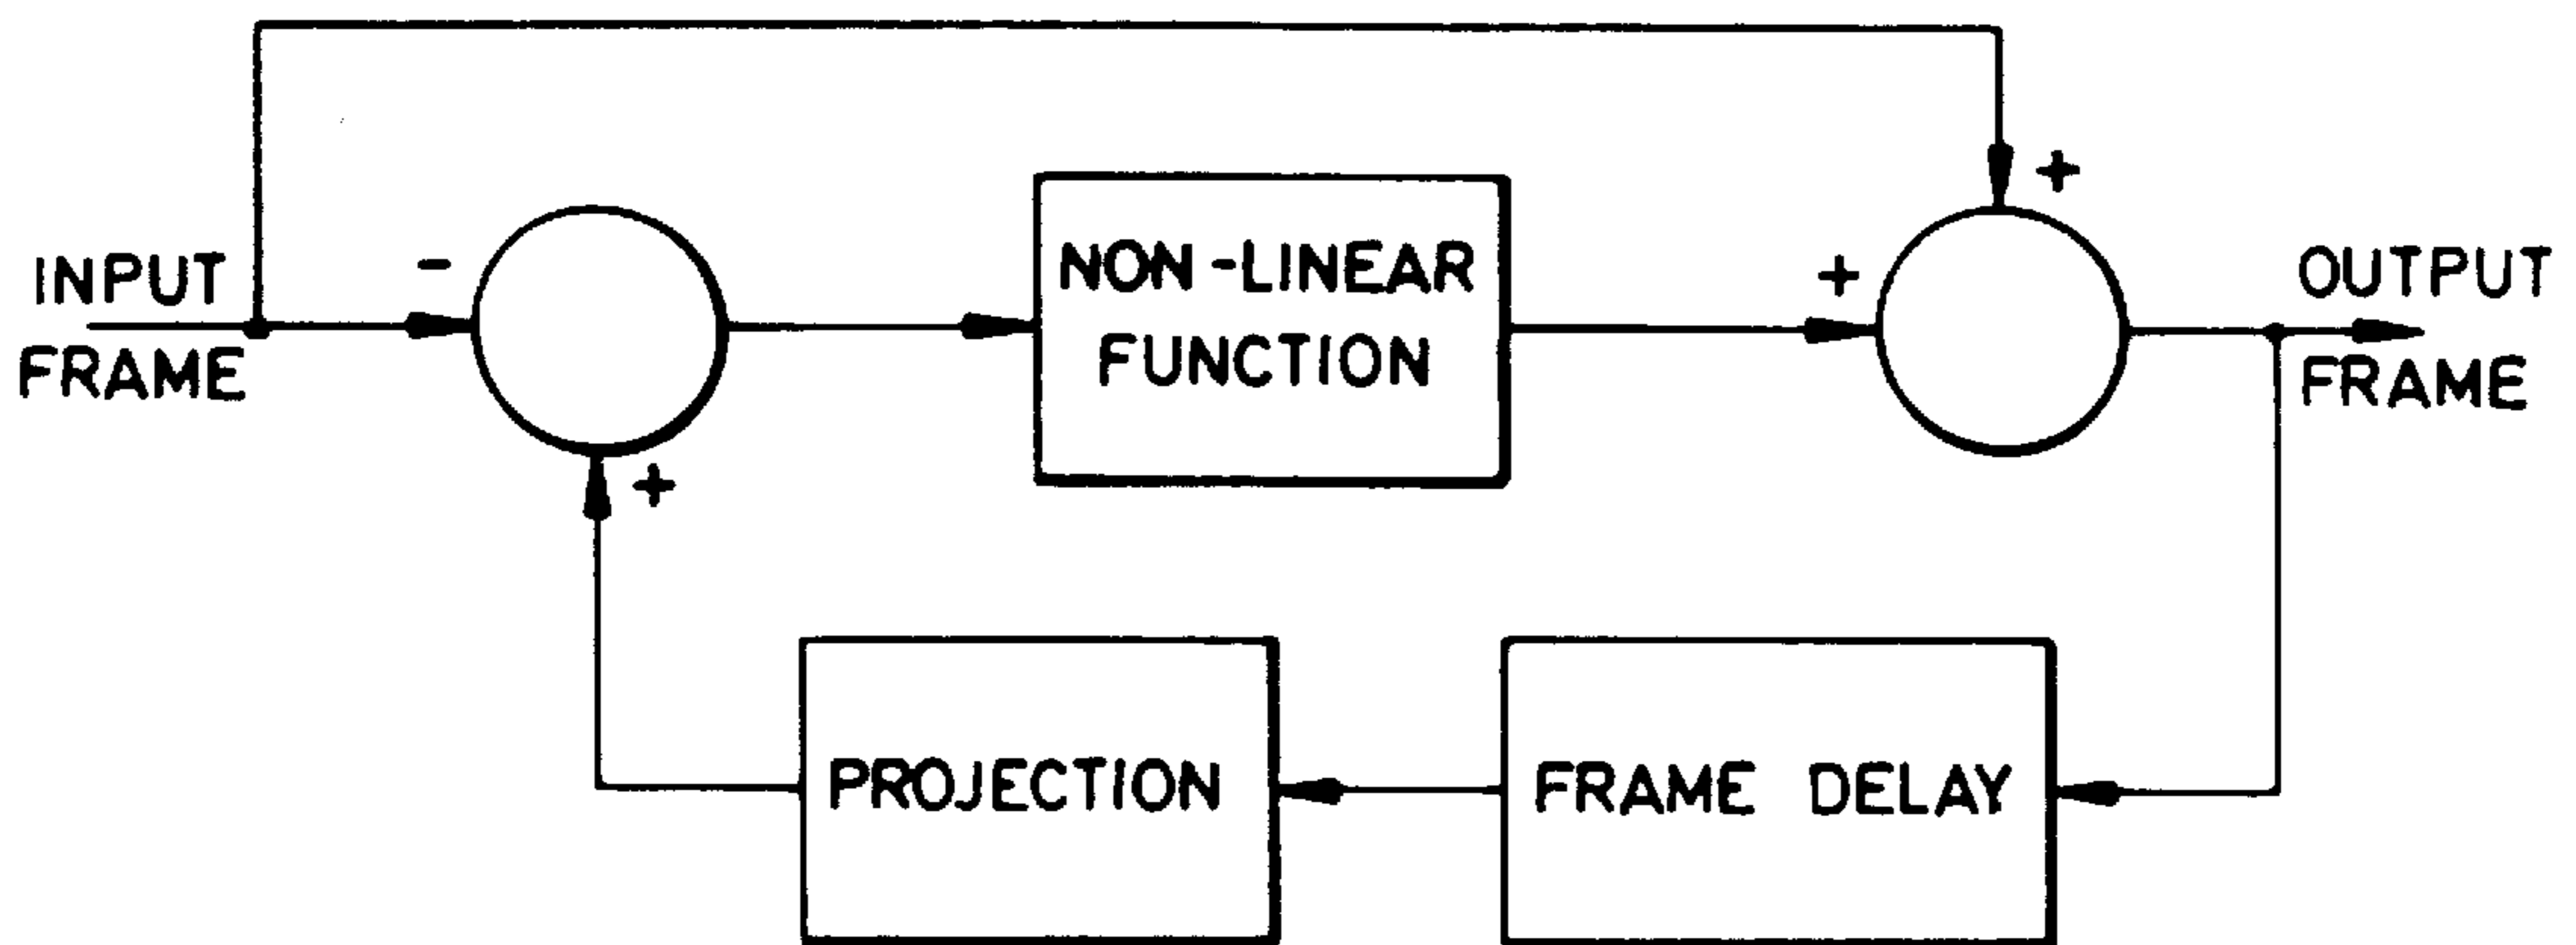 +
INPUT
FRAME
-
NON-LINEAR
FUNCTION
+
OUTPUT
FRAME
+
PROJECTION
FRAME DELAY